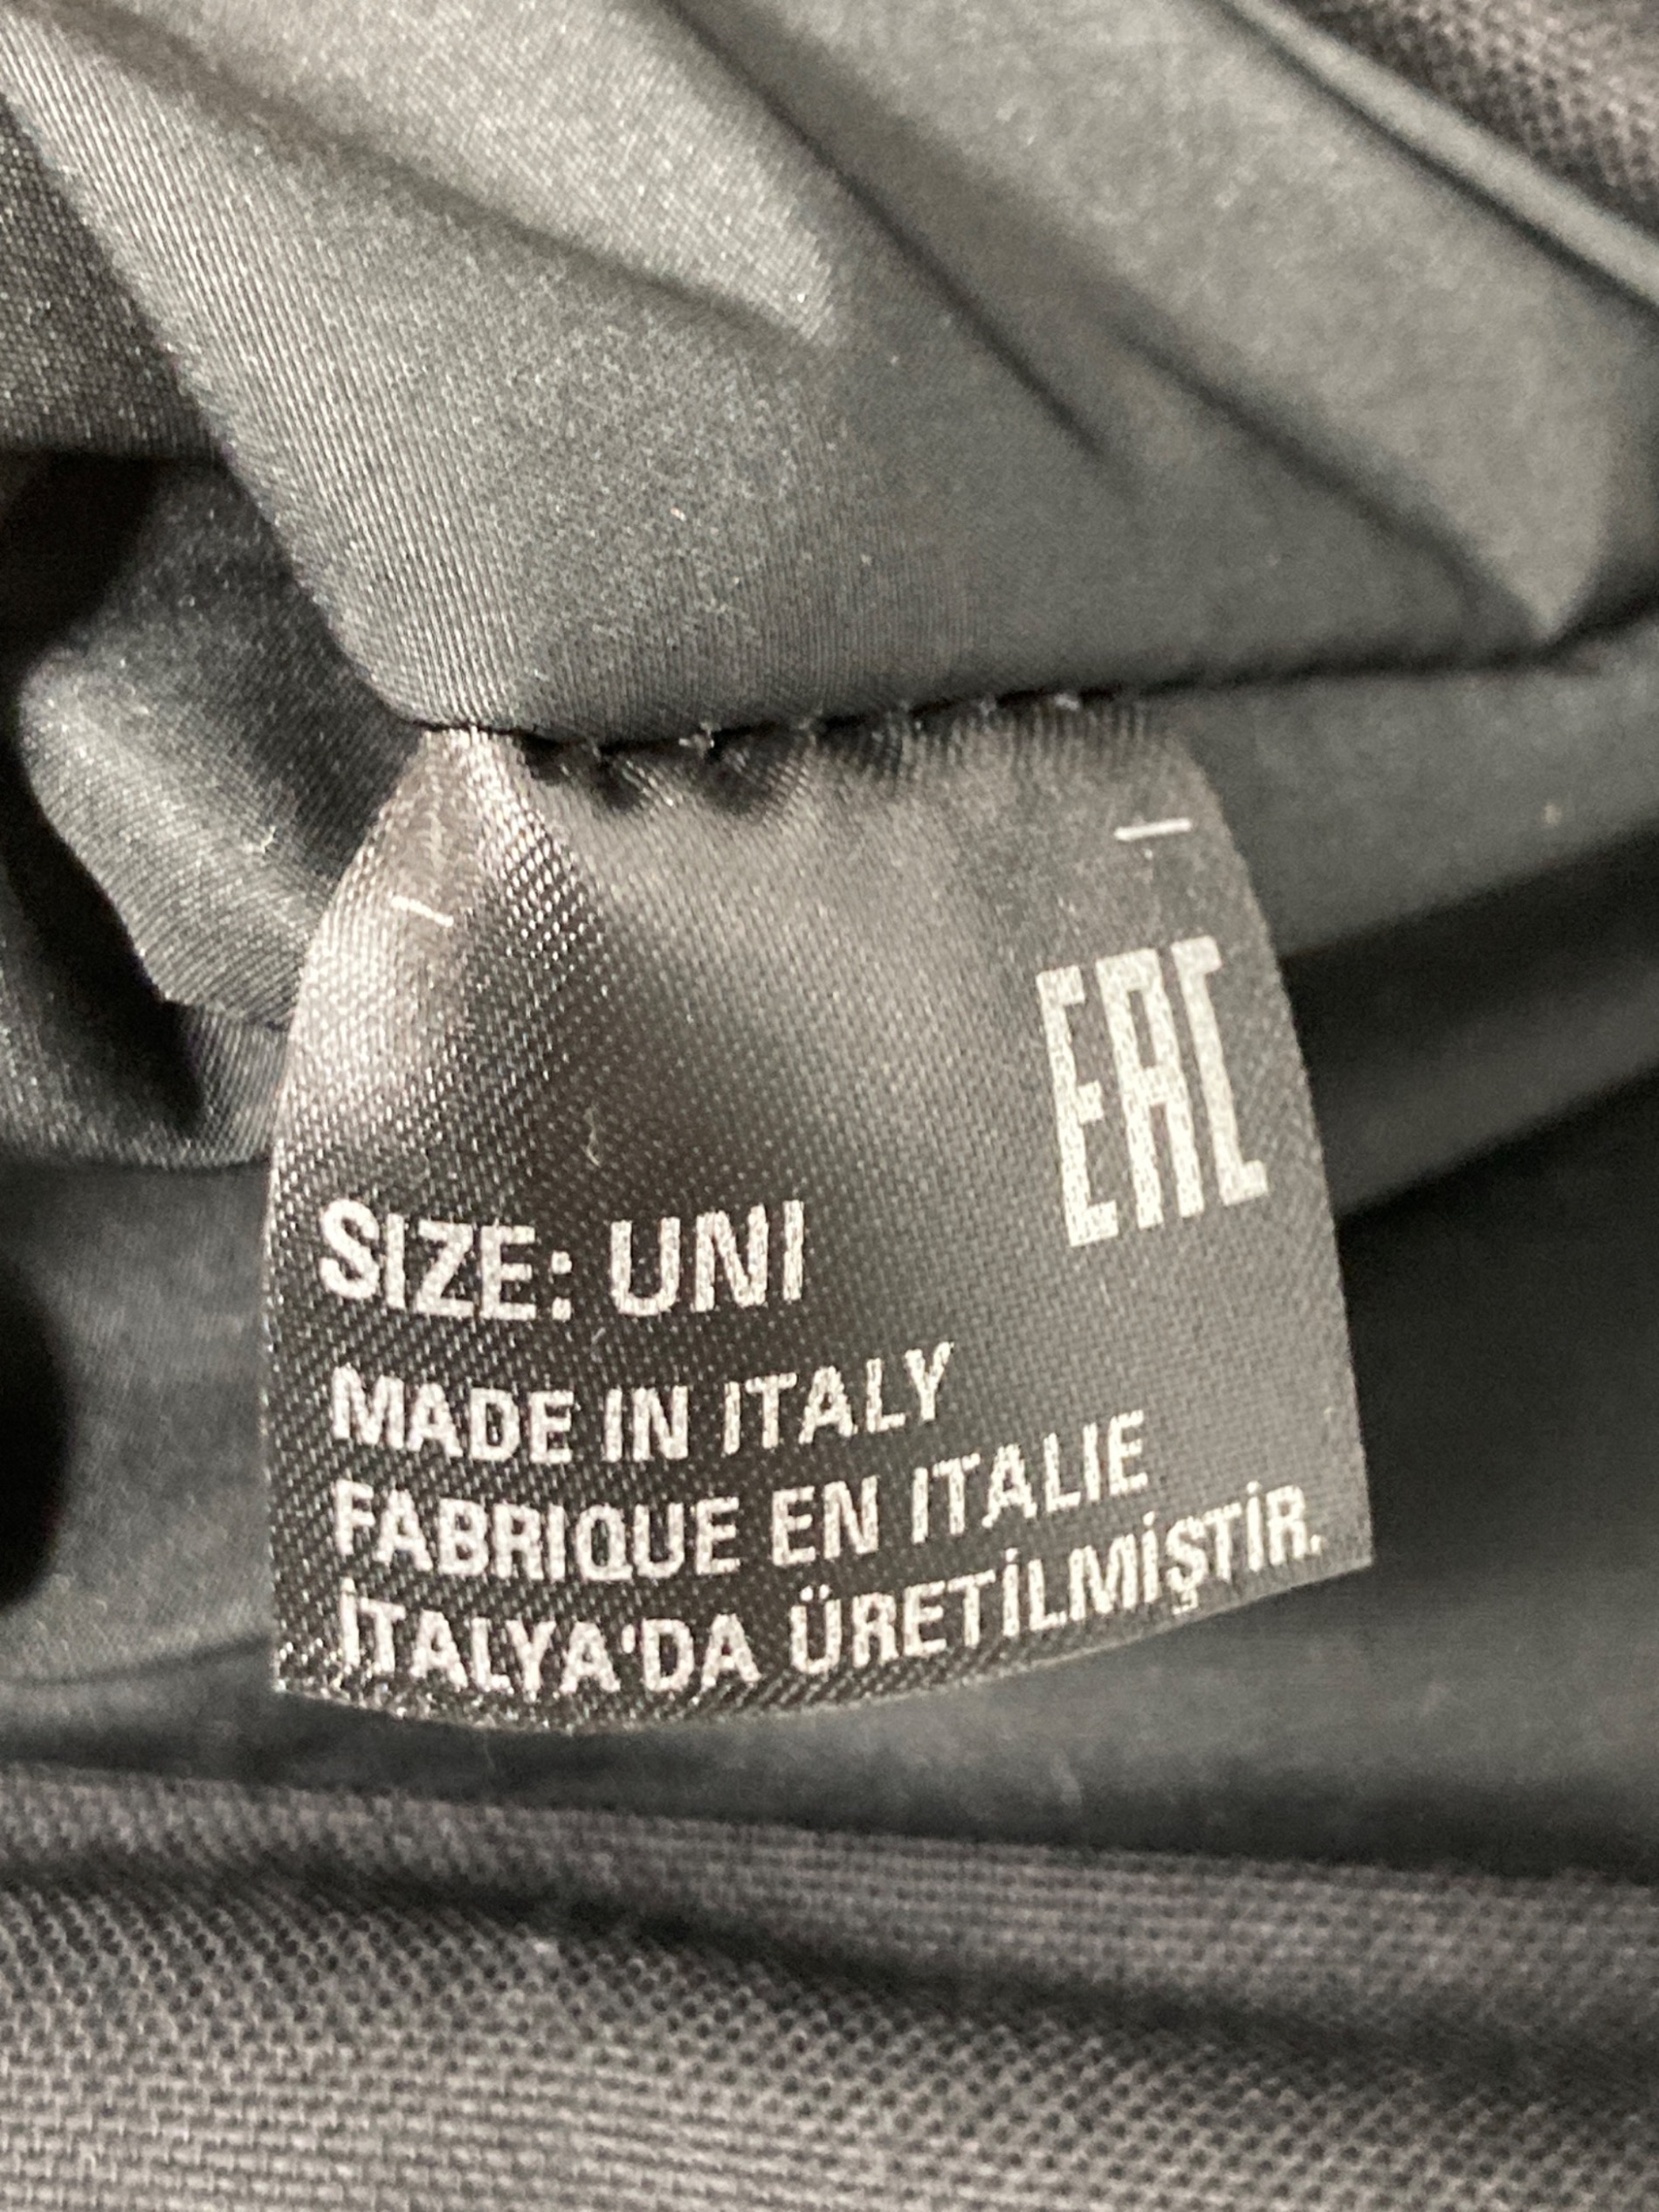 EAC
SIZE: UNI
MADE IN ITALY
FABRIQUE EN ITALIE
İTALYA'DA ÜRETİLMİŞTİR.